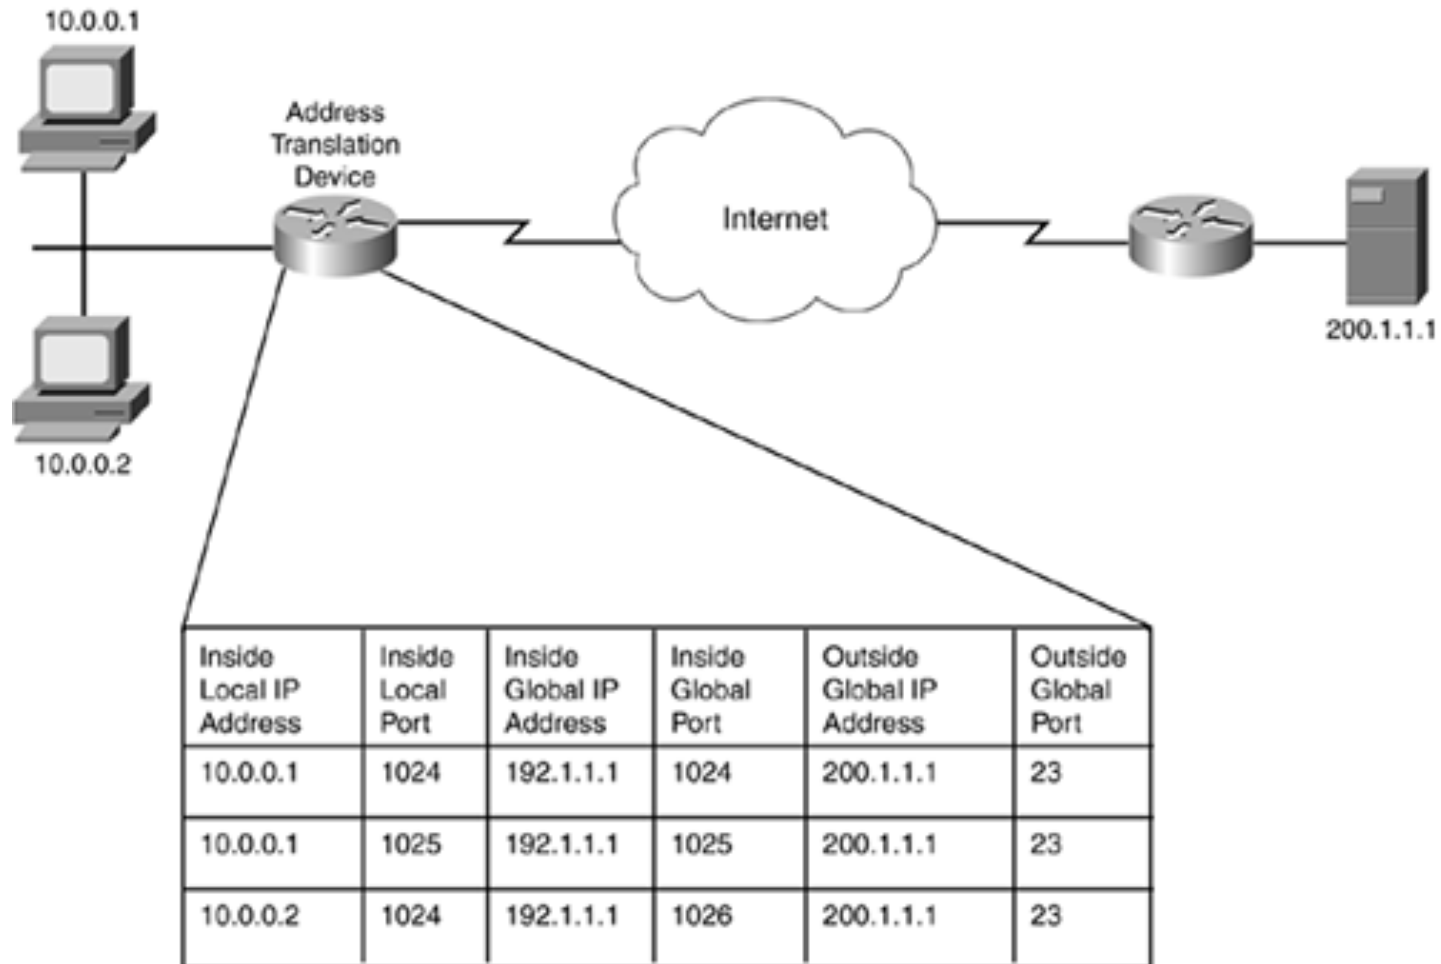 10.0.0.1
Address
Translation
Device
Internet
200.1.1.1
10.0.0.2
Inside Local IP Address Inside Local Port Inside Global IP Address Inside Global Port Outside Global IP Address Outside Global Port
10.0.0.1 1024 192.1.1.1 1024 200.1.1.1 23
10.0.0.1 1025 192.1.1.1 1025 200.1.1.1 23
10.0.0.2 1024 192.1.1.1 1026 200.1.1.1 23